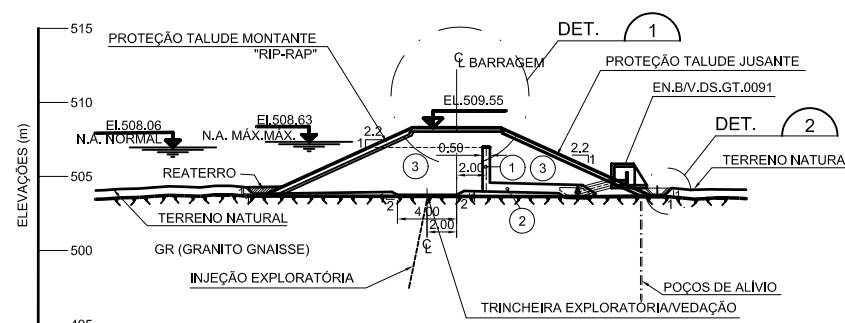 515
PROTEÇÃO TALUDE MONTANTE
"RIP-RAP"
℄ BARRAGEM
DET. 1
PROTEÇÃO TALUDE JUSANTE
510
EL.509.55
EN.B/V.DS.GT.0091
El.508.06
El.508.63
N.A. NORMAL
N.A. MÁX.MÁX.
2.2
1
0,50
2.2
1
DET. 2
3
2.00
1
3
505
REATERRO
TERRENO NATURA
1
1
1
2
1
2
TERRENO NATURAL
4.00
2
2.00
℄
ELEVAÇÕES (m)
500
GR (GRANITO GNAISSE)
INJEÇÃO EXPLORATÓRIA
POÇOS DE ALÍVIO
TRINCHEIRA EXPLORATÓRIA/VEDAÇÃO
495